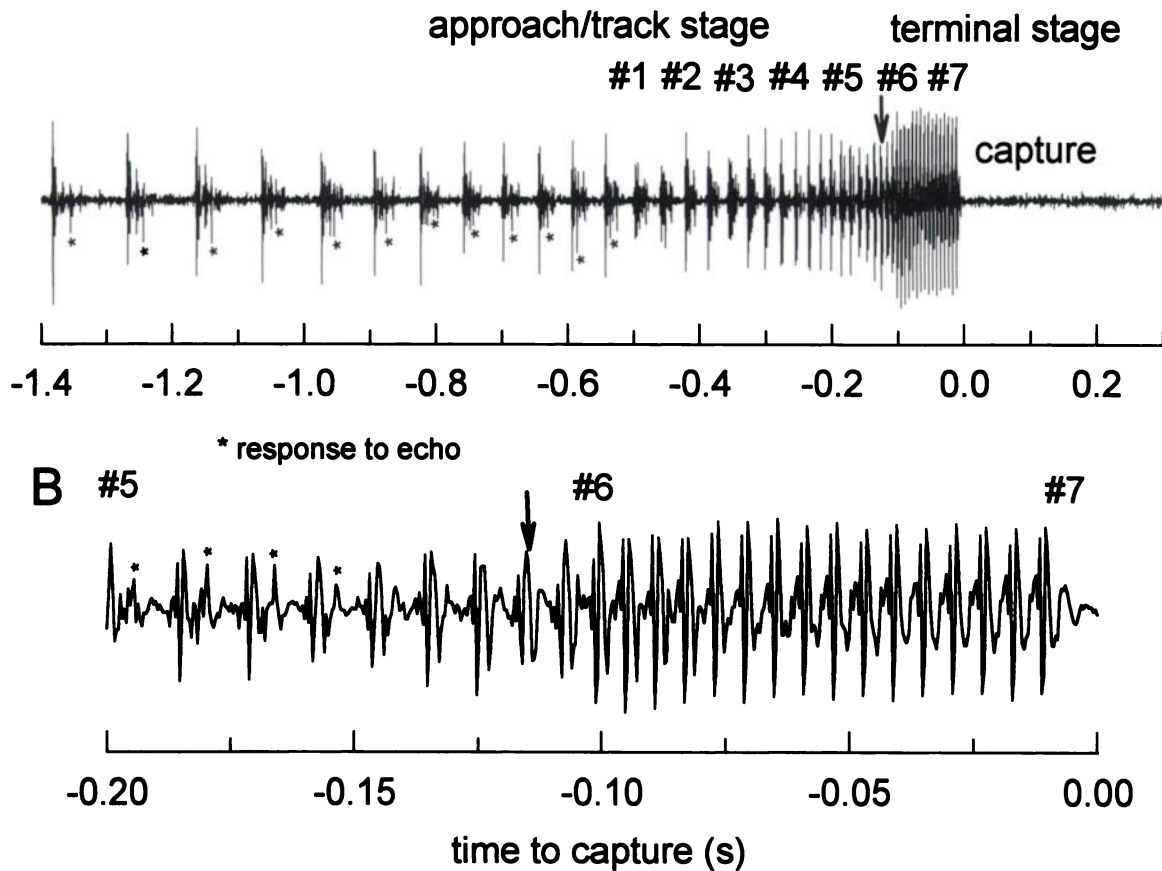 approach/track stage terminal stage
#1 #2 #3 #4 #5 #6 #7
capture
* * * * * * * * * * * *
-1.4 -1.2 -1.0 -0.8 -0.6 -0.4 -0.2 0.0 0.2
* response to echo
B #5 #6 #7
* * * *
-0.20 -0.15 -0.10 -0.05 0.00
time to capture (s)